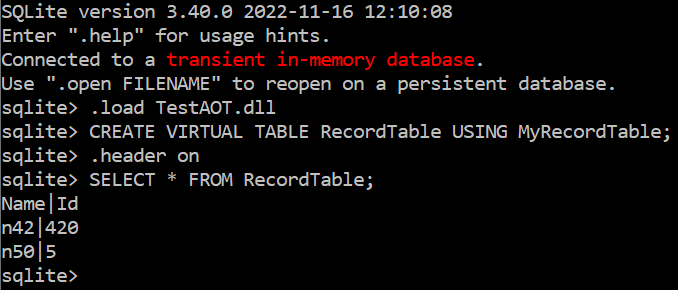 SQLite version 3.40.0 2022-11-16 12:10:08
Enter ".help" for usage hints.
Connected to a transient in-memory database.
Use ".open FILENAME" to reopen on a persistent database.
sqlite> .load TestAOT.dll
sqlite> CREATE VIRTUAL TABLE RecordTable USING MyRecordTable;
sqlite> .header on
sqlite> SELECT * FROM RecordTable;
Name|Id
n42|420
n50|5
sqlite>